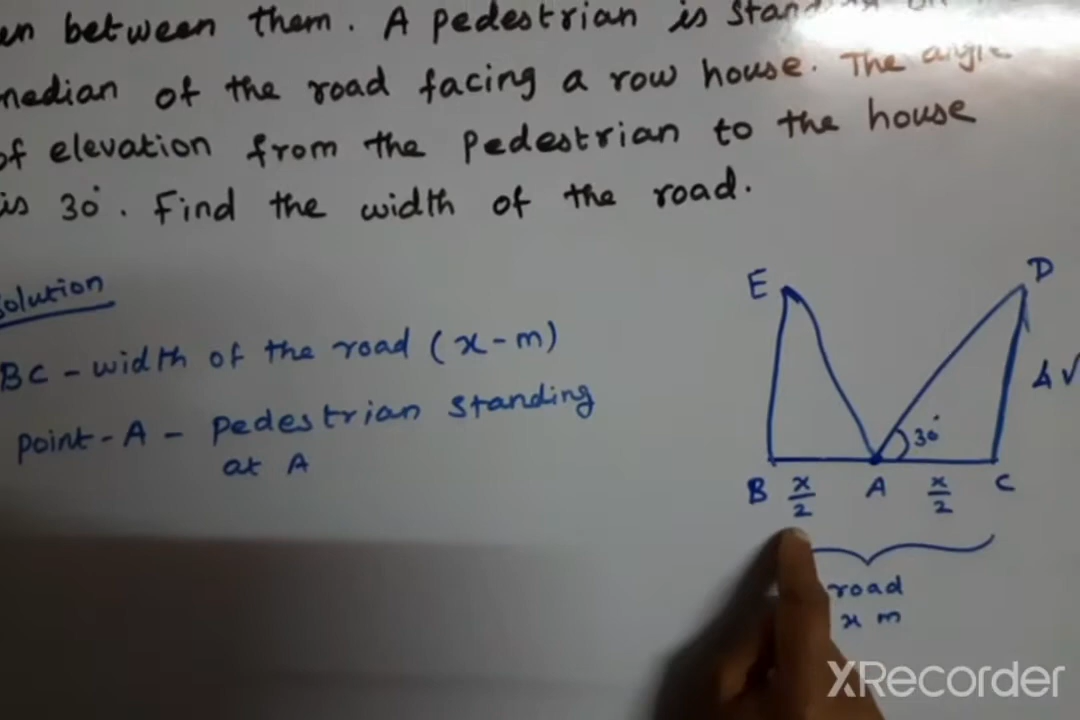 between them. A pedestrian is
of the road facing a row house. The angle
of elevation from the pedestrian to the house
is 30°. Find the width of the road.
Solution
BC - width of the road (x - m)
Point - A - pedestrian standing
at A
E
D
4√
30°
B x/2 A x/2 C
road
x m
XRecorder